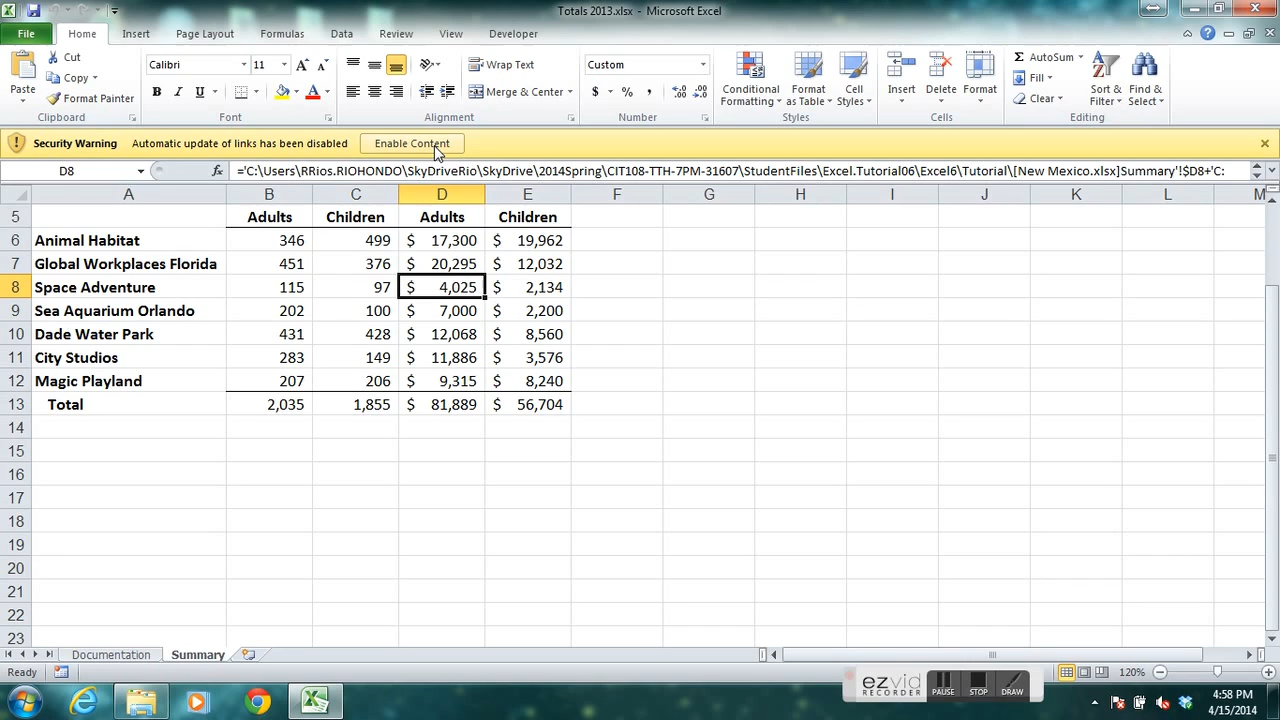 Totals 2013.xlsx - Microsoft Excel
File Home Insert Page Layout Formulas Data Review View Developer
Cut
Copy
Format Painter
Paste
Clipboard
Calibri 11
B I U
Font
Wrap Text
Merge & Center
Alignment
Custom
$ % ,
Number
Conditional Formatting
Format as Table
Cell Styles
Styles
Insert Delete Format
Cells
Σ AutoSum
Fill
Clear
Sort & Filter
Find & Select
Editing
Security Warning Automatic update of links has been disabled Enable Content
D8 fx ='C:\Users\RRios.RIOHONDO\SkyDriveRio\SkyDrive\2014Spring\CIT108-TTH-7PM-31607\StudentFiles\Excel.Tutorial06\Excel6\Tutorial\[New Mexico.xlsx]Summary'!$D8+'C:
A B C D E F G H I J K L M
5 Adults Children Adults Children
6 Animal Habitat 346 499 $ 17,300 $ 19,962
7 Global Workplaces Florida 451 376 $ 20,295 $ 12,032
8 Space Adventure 115 97 $ 4,025 $ 2,134
9 Sea Aquarium Orlando 202 100 $ 7,000 $ 2,200
10 Dade Water Park 431 428 $ 12,068 $ 8,560
11 City Studios 283 149 $ 11,886 $ 3,576
12 Magic Playland 207 206 $ 9,315 $ 8,240
13 Total 2,035 1,855 $ 81,889 $ 56,704
14
15
16
17
18
19
20
21
22
23
Documentation Summary
Ready 120%
ezvid RECORDER PAUSE STOP DRAW
4:58 PM
4/15/2014